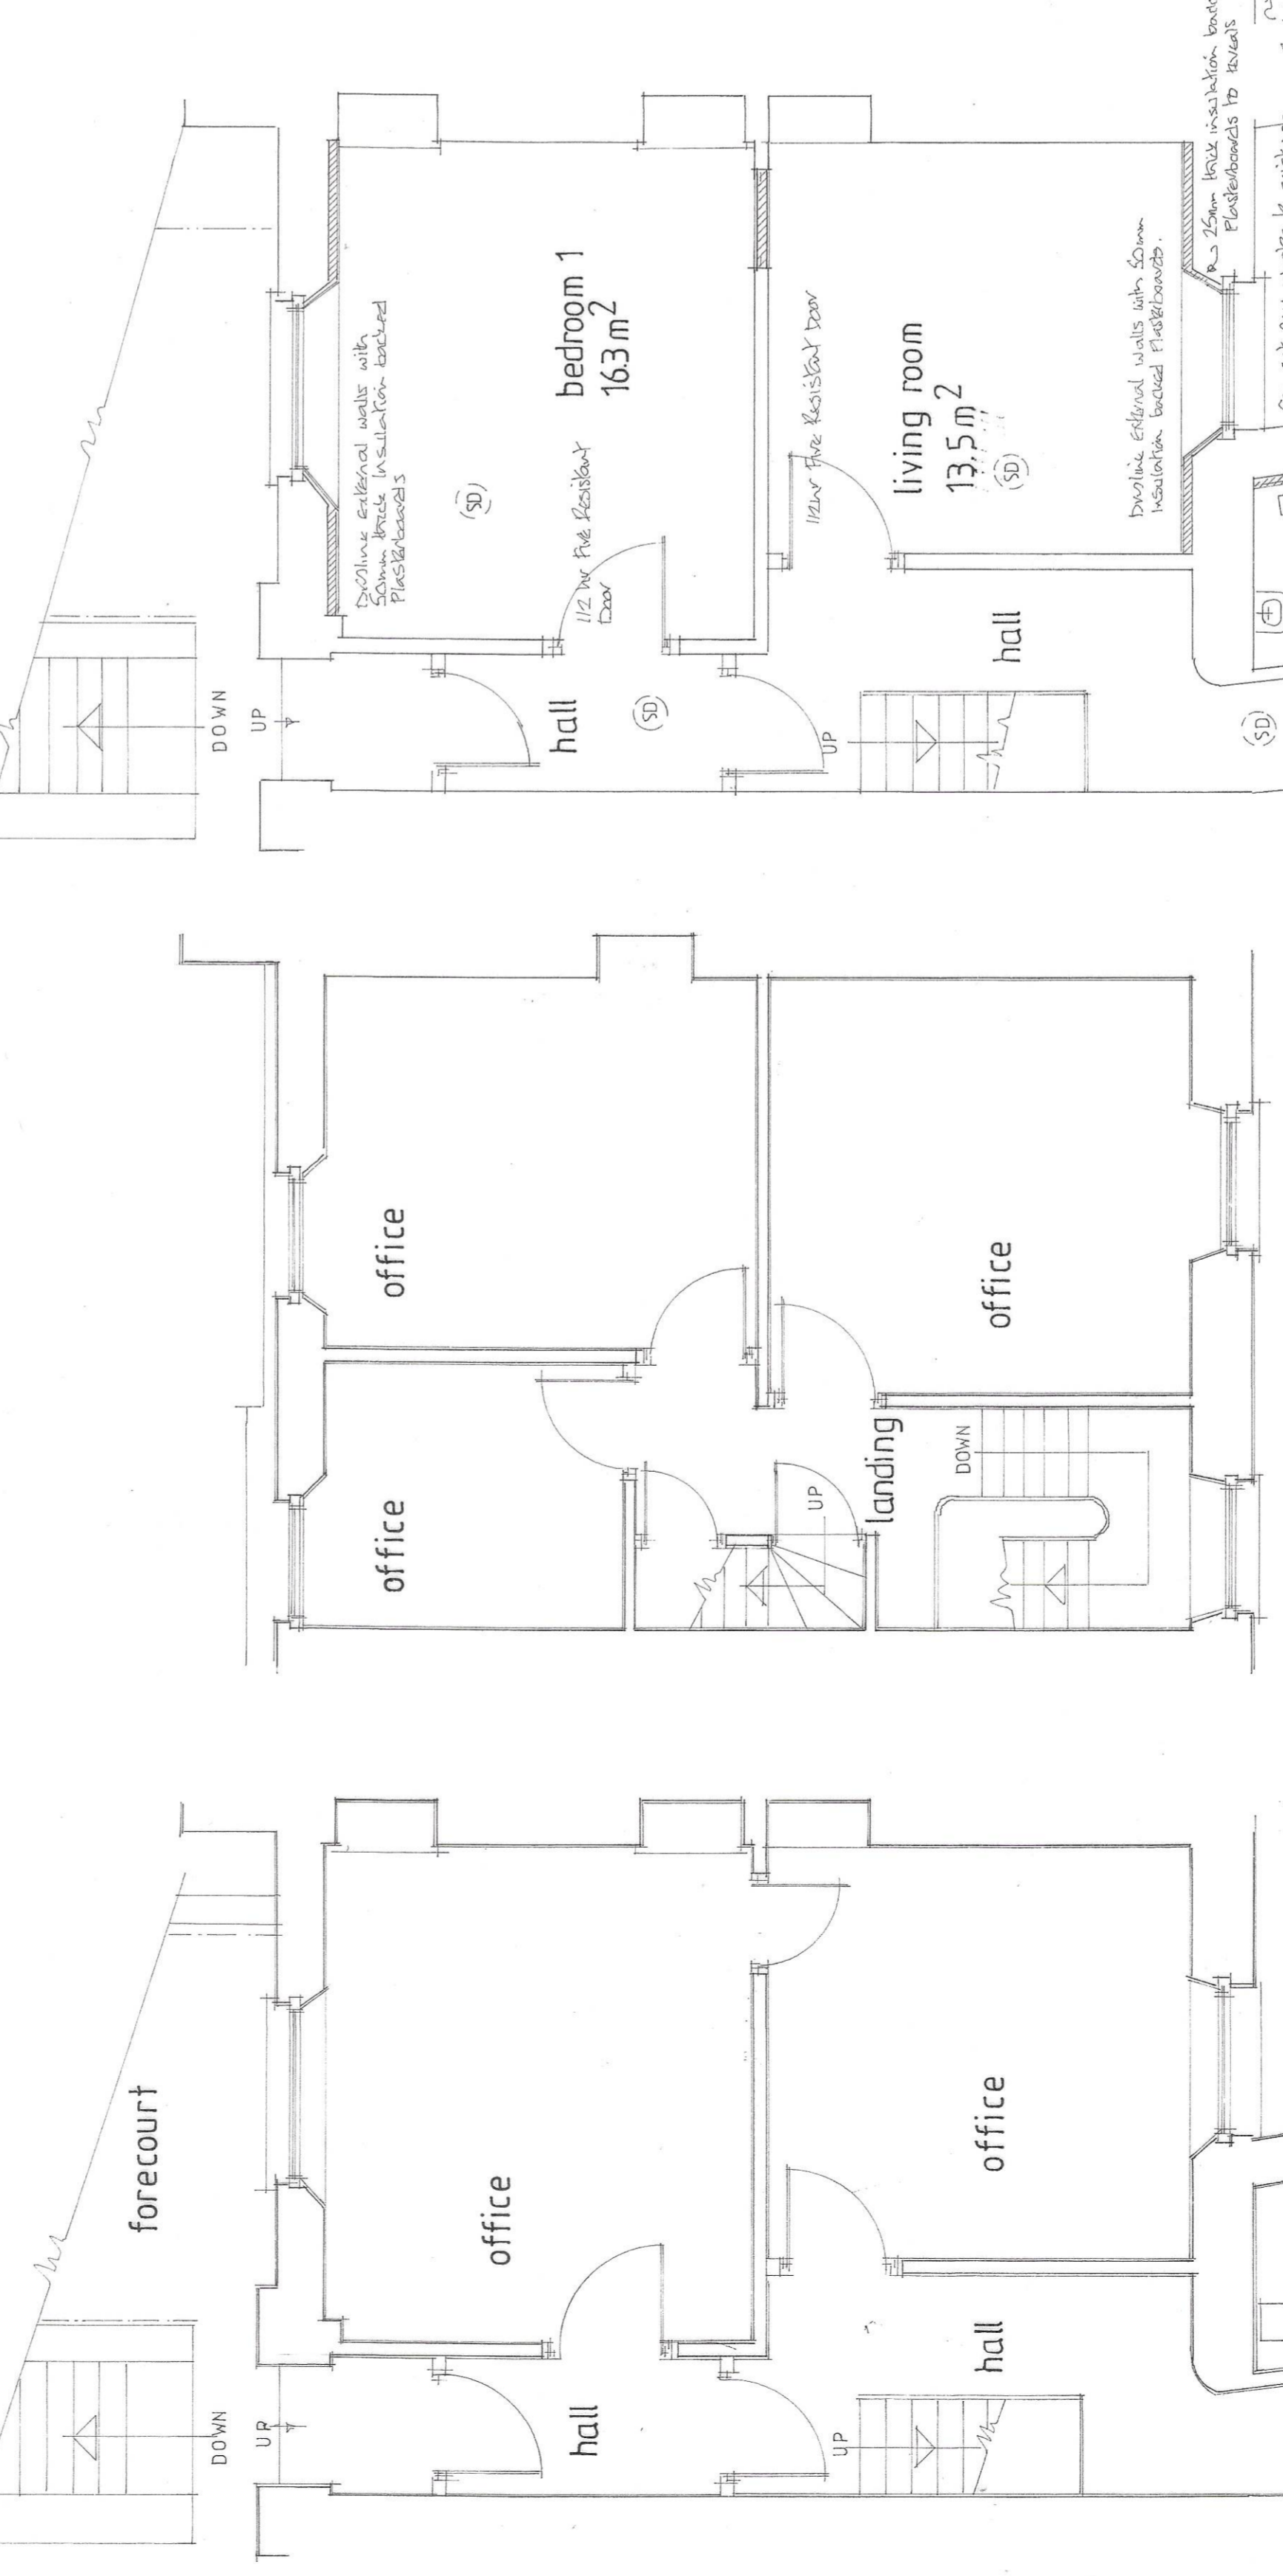 forecourt
DOWN
UP
office
hall
UP
office
hall
office
office
UP
landing
DOWN
office
DOWN
UP
Dryline external walls with
50mm thick Insulation backed
Plasterboards
(SD)
bedroom 1
16.3 m²
1/2 hr Fire Resistant
Door
hall
(SD)
UP
1/2 hr Fire Resistant Door
living room
13.5 m²
(SD)
hall
Dryline external walls with 50mm
Insulation backed Plasterboards.
25mm thick insulation back
Plasterboards to reveals
(SD)